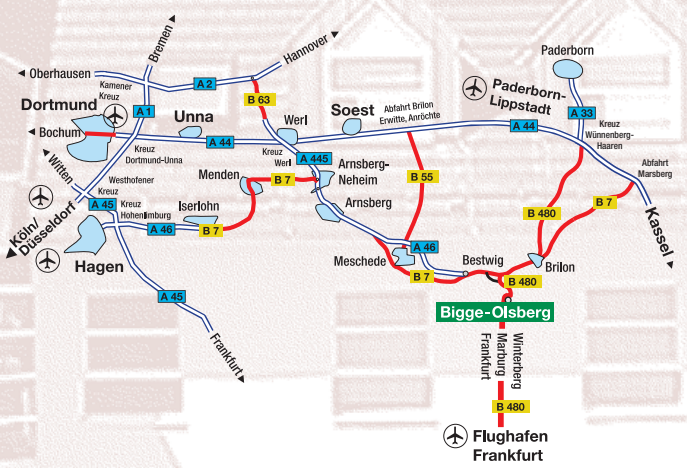 Bremen
Hannover
Oberhausen
A 2
Kamener
Kreuz
Paderborn
Dortmund
A 1
B 63
Paderborn-
Lippstadt
Bochum
Unna
A 44
Werl
Soest
Abfahrt Brilon
Erwitte, Anröchte
A 44
A 33
Kreuz
Wünnenberg-
Haaren
Kreuz
Dortmund-Unna
Kreuz
Werl
A 445
Witten
Westhofener
Kreuz
Menden
B 7
Arnsberg-
Neheim
B 55
Abfahrt
Marsberg
A 45
Kreuz
Hohenlimburg
Iserlohn
Arnsberg
B 480
B 7
Köln/
Düsseldorf
A 46
B 7
A 46
Kassel
Hagen
Meschede
B 7
Bestwig
Brilon
B 480
A 45
Bigge-Olsberg
Frankfurt
Winterberg
Marburg
Frankfurt
B 480
Flughafen
Frankfurt